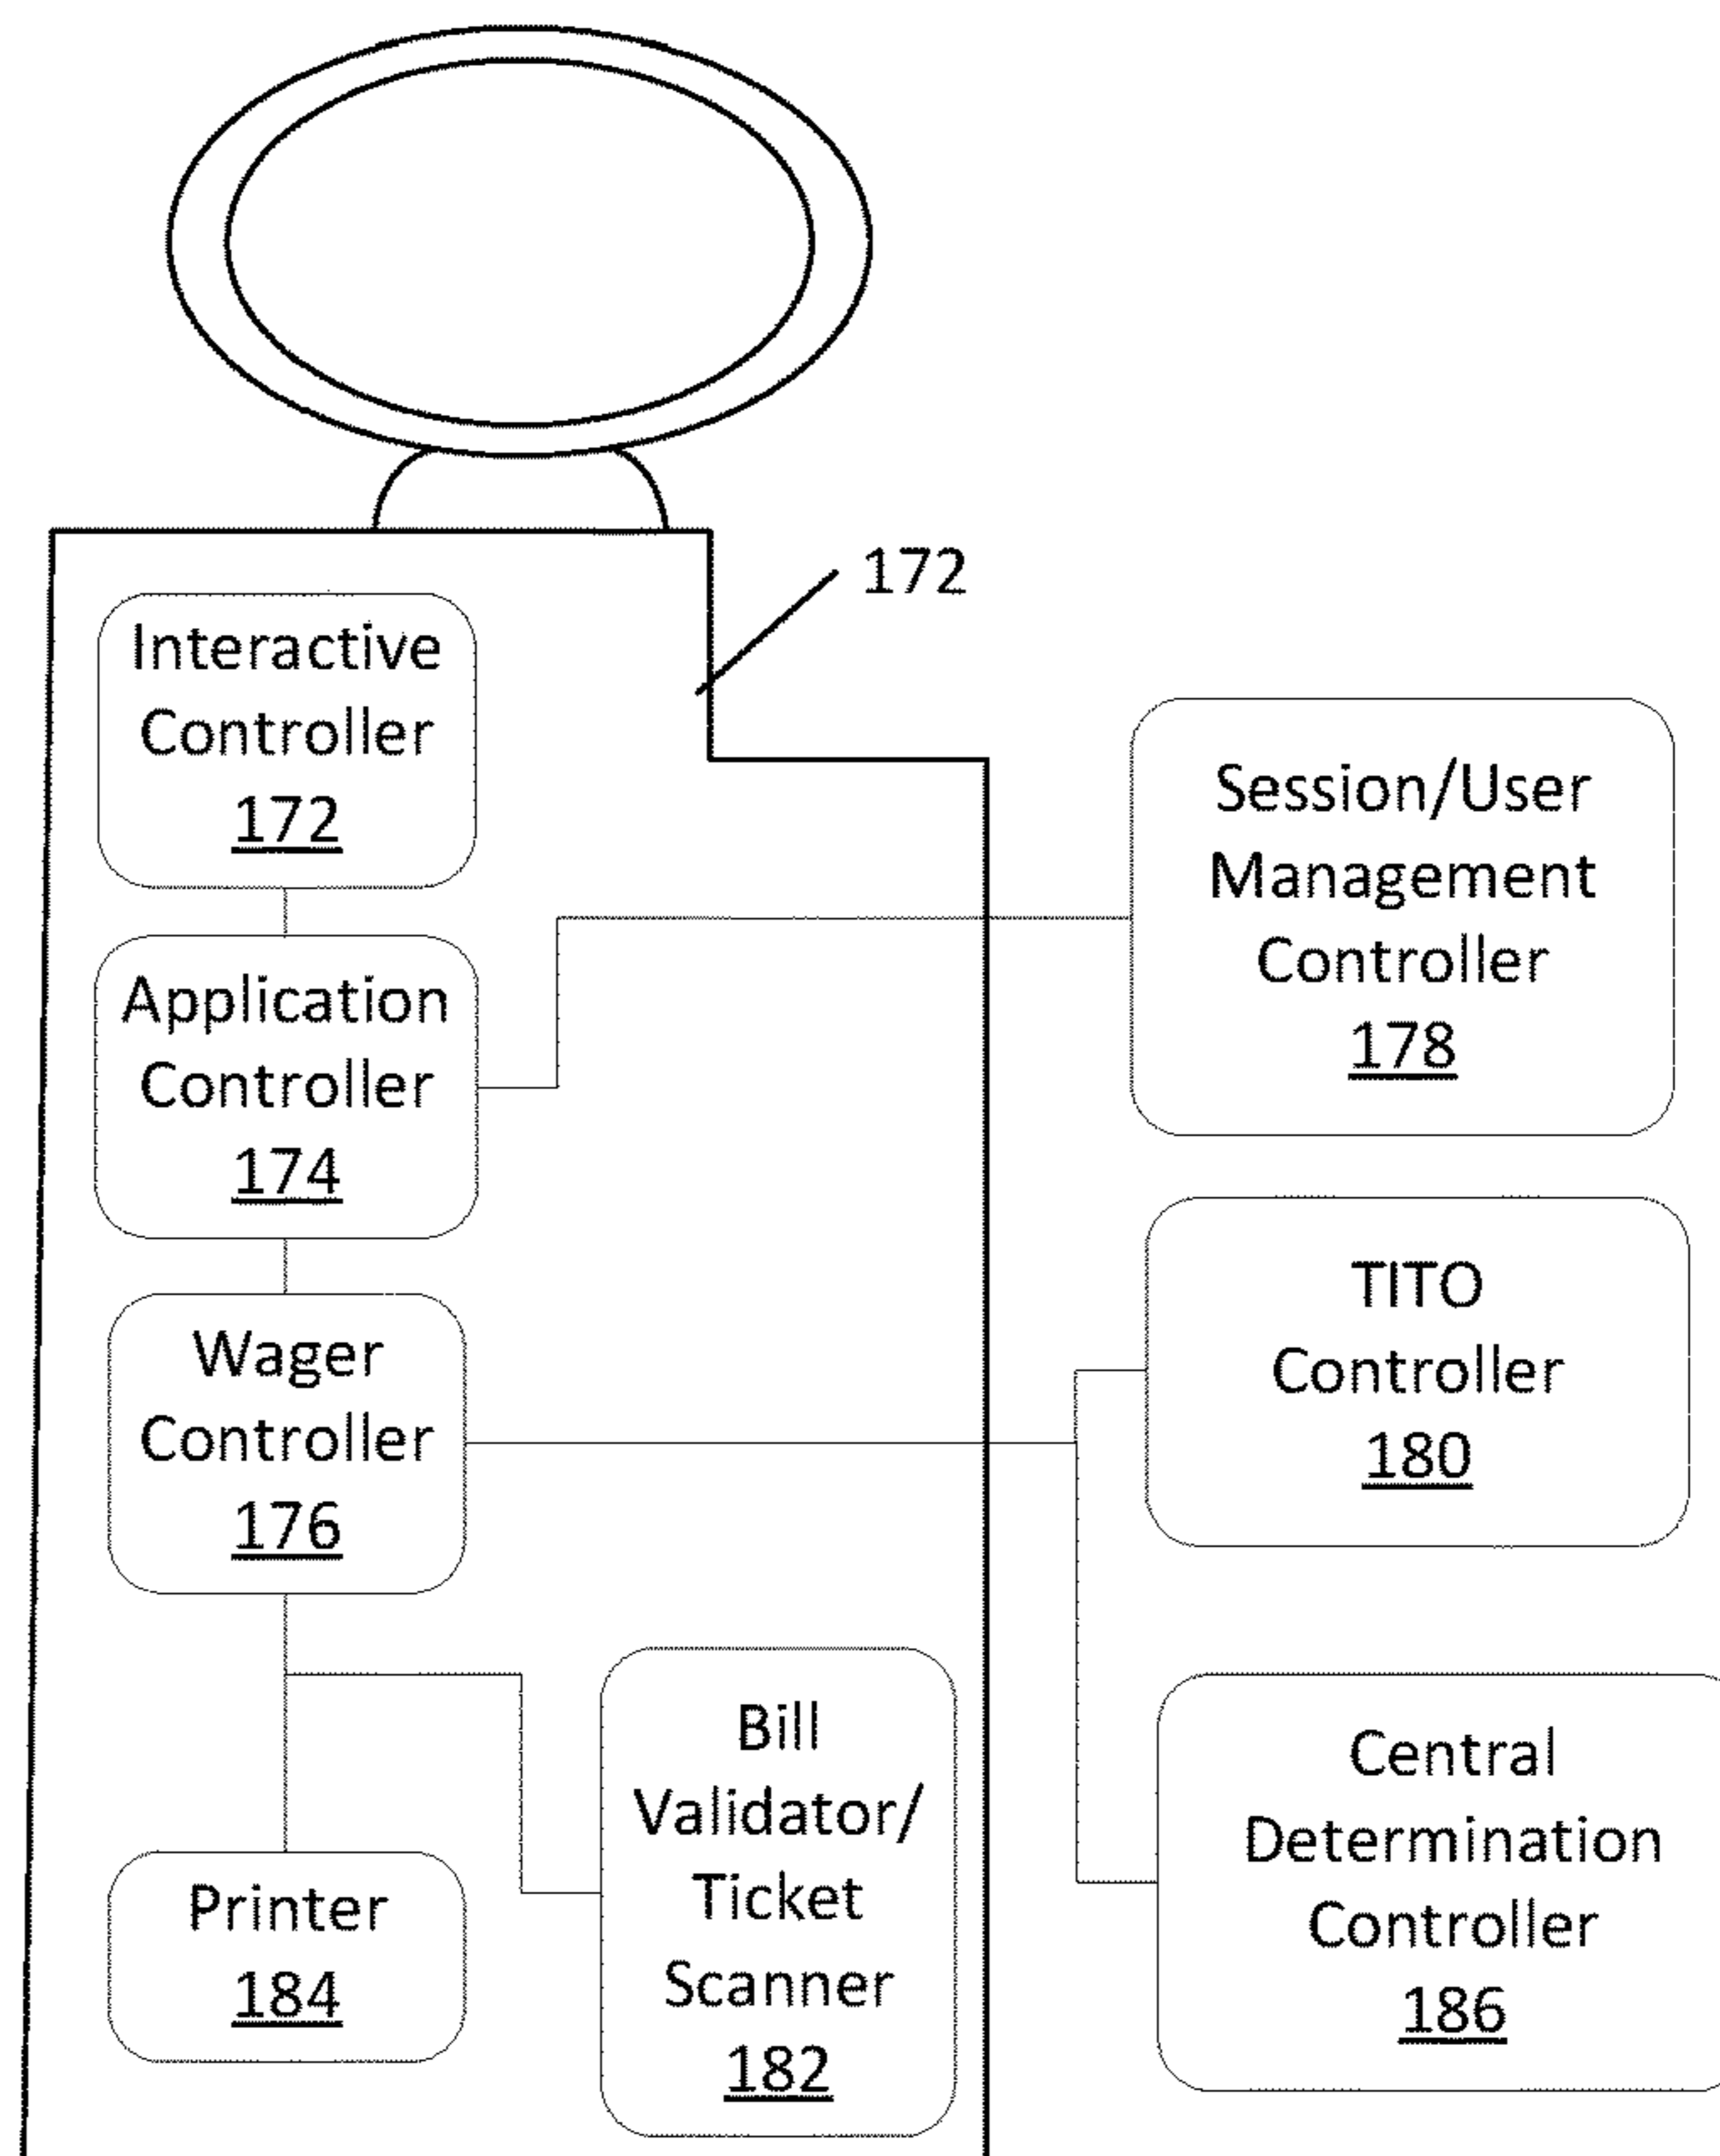 172
Interactive
Controller
172
Application
Controller
174
Wager
Controller
176
Printer
184
Bill
Validator/
Ticket
Scanner
182
Session/User
Management
Controller
178
TITO
Controller
180
Central
Determination
Controller
186